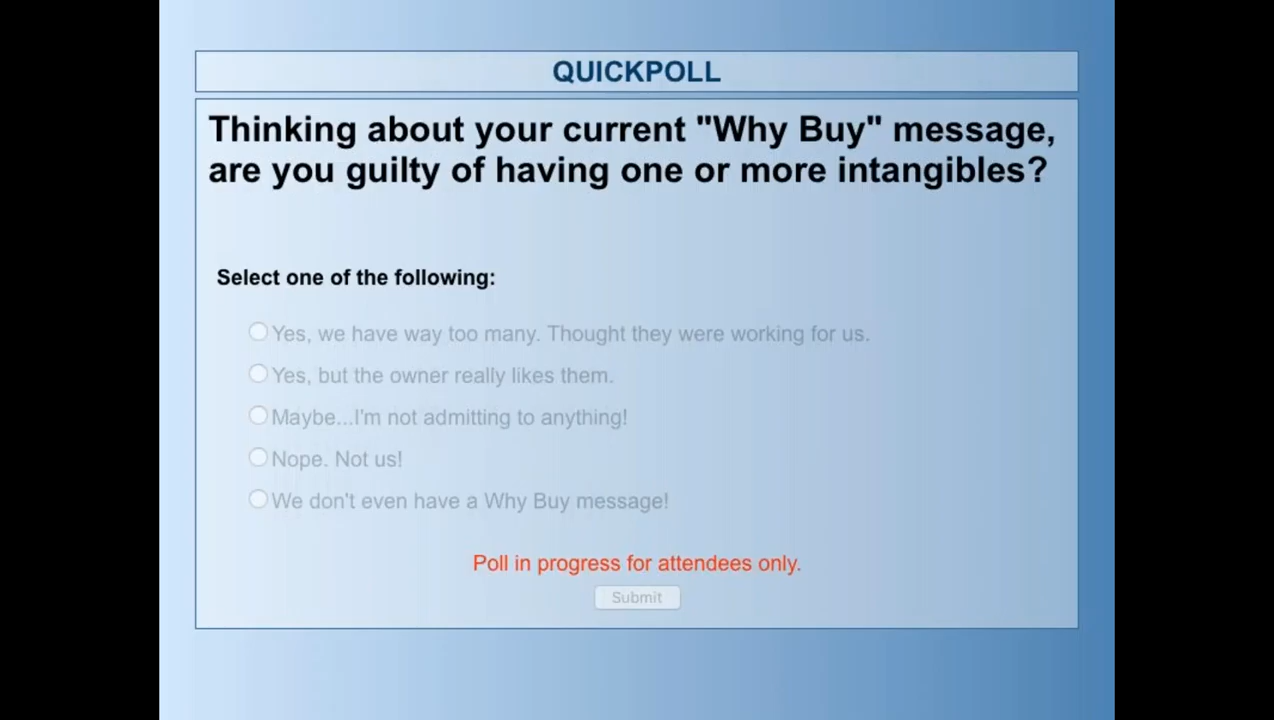 QUICKPOLL
Thinking about your current "Why Buy" message,
are you guilty of having one or more intangibles?
Select one of the following:
Yes, we have way too many. Thought they were working for us.
Yes, but the owner really likes them.
Maybe...I'm not admitting to anything!
Nope. Not us!
We don't even have a Why Buy message!
Poll in progress for attendees only.
Submit